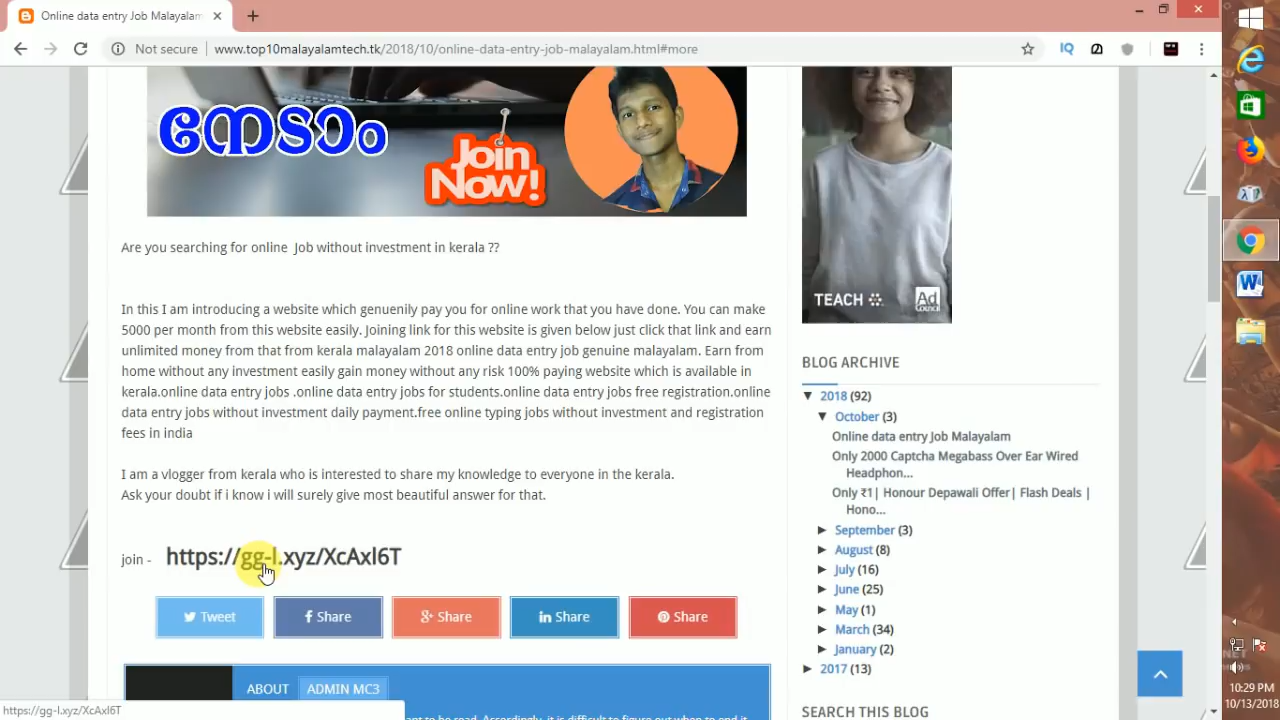 Online data entry Job Malayalam
Not secure
www.top10malayalamtech.tk/2018/10/online-data-entry-job-malayalam.html#more
നേടാം
Join
Now!
TEACH
Ad
COUNCIL
Are you searching for online Job without investment in kerala ??
In this I am introducing a website which genuenily pay you for online work that you have done. You can make
5000 per month from this website easily. Joining link for this website is given below just click that link and earn
unlimited money from that from kerala malayalam 2018 online data entry job genuine malayalam. Earn from
home without any investment easily gain money without any risk 100% paying website which is available in
kerala.online data entry jobs .online data entry jobs for students.online data entry jobs free registration.online
data entry jobs without investment daily payment.free online typing jobs without investment and registration
fees in india
I am a vlogger from kerala who is interested to share my knowledge to everyone in the kerala.
Ask your doubt if i know i will surely give most beautiful answer for that.
join - https://gg-l.xyz/XcAxl6T
Tweet
Share
Share
Share
Share
ABOUT
ADMIN MC3
BLOG ARCHIVE
2018 (92)
October (3)
Online data entry Job Malayalam
Only 2000 Captcha Megabass Over Ear Wired
Headphon...
Only ₹1| Honour Depawali Offer| Flash Deals |
Hono...
September (3)
August (8)
July (16)
June (25)
May (1)
March (34)
January (2)
2017 (13)
SEARCH THIS BLOG
https://gg-l.xyz/XcAxl6T
10:29 PM
10/13/2018